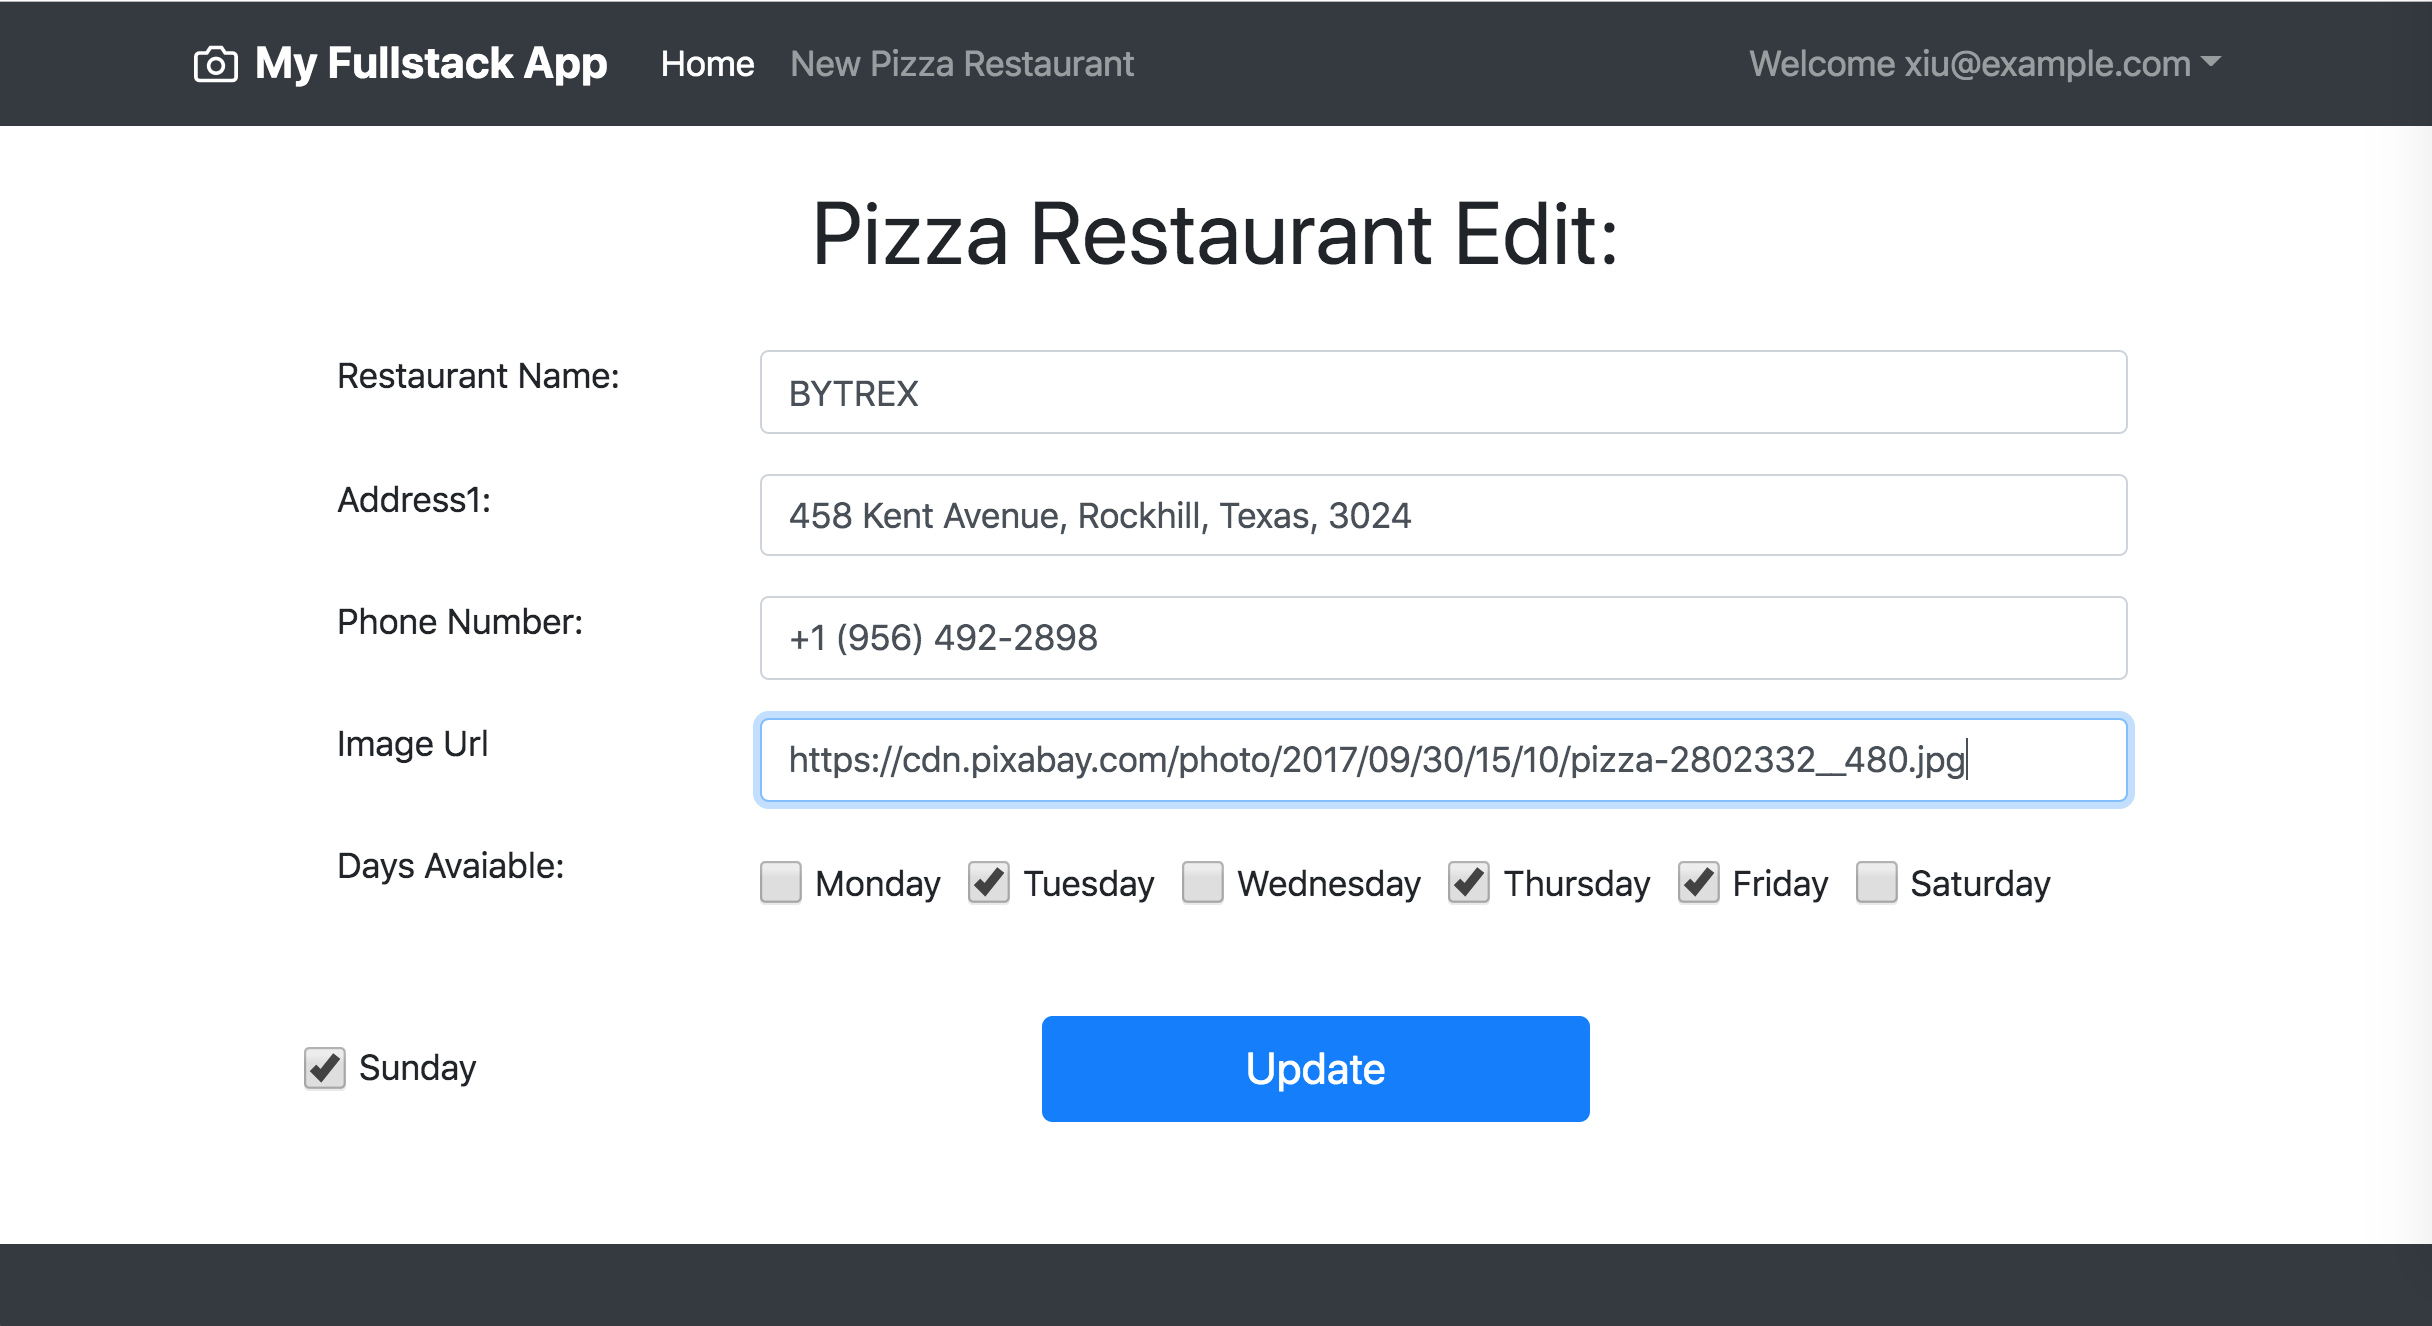 My Fullstack App Home New Pizza Restaurant Welcome xiu@example.com
Pizza Restaurant Edit:
Restaurant Name: BYTREX
Address1: 458 Kent Avenue, Rockhill, Texas, 3024
Phone Number: +1 (956) 492-2898
Image Url https://cdn.pixabay.com/photo/2017/09/30/15/10/pizza-2802332__480.jpg
Days Avaiable: Monday Tuesday Wednesday Thursday Friday Saturday
Sunday Update